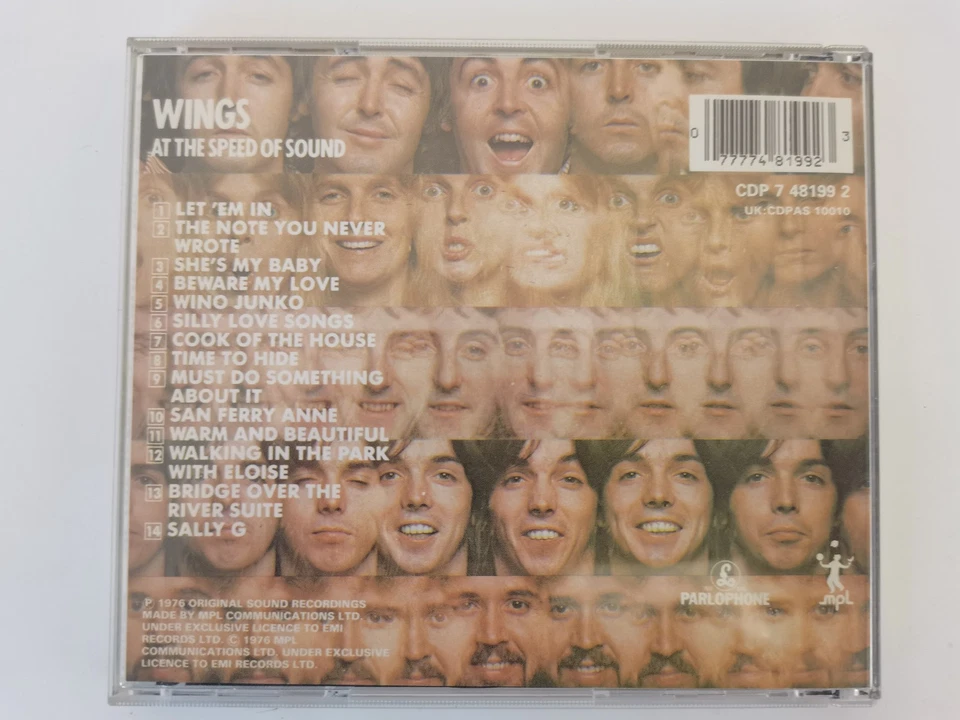 WINGS
AT THE SPEED OF SOUND
0 77774 81992 3
CDP 7 48199 2
UK:CDPAS 10010
1 LET 'EM IN
2 THE NOTE YOU NEVER
WROTE
3 SHE'S MY BABY
4 BEWARE MY LOVE
5 WINO JUNKO
6 SILLY LOVE SONGS
7 COOK OF THE HOUSE
8 TIME TO HIDE
9 MUST DO SOMETHING
ABOUT IT
10 SAN FERRY ANNE
11 WARM AND BEAUTIFUL
12 WALKING IN THE PARK
WITH ELOISE
13 BRIDGE OVER THE
RIVER SUITE
14 SALLY G
℗ 1976 ORIGINAL SOUND RECORDINGS
MADE BY MPL COMMUNICATIONS LTD.
UNDER EXCLUSIVE LICENCE TO EMI
RECORDS LTD. © 1976 MPL
COMMUNICATIONS LTD. UNDER EXCLUSIVE
LICENCE TO EMI RECORDS LTD.
£
PARLOPHONE
mpL